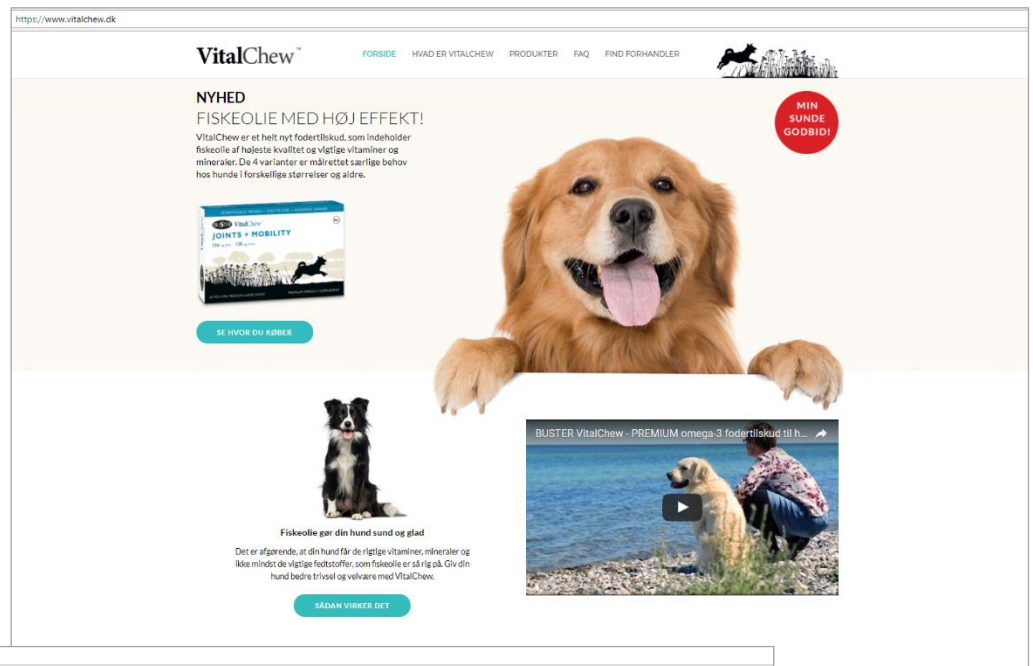 https://www.vitalchew.dk
VitalChew™
FORSIDE HVAD ER VITALCHEW PRODUKTER FAQ FIND FORHANDLER
NYHED
FISKEOLIE MED HØJ EFFEKT!
VitalChew er et helt nyt fodertilskud, som indeholder
fiskeolie af højeste kvalitet og vigtige vitaminer og
mineraler. De 4 varianter er målrettet særlige behov
hos hunde i forskellige størrelser og aldre.
MIN
SUNDE
GODBID!
BUSTER VitalChew
JOINTS + MOBILITY
SE HVOR DU KØBER
BUSTER VitalChew - PREMIUM omega-3 fodertilskud til h...
Fiskeolie gør din hund sund og glad
Det er afgørende, at din hund får de rigtige vitaminer, mineraler og
ikke mindst de vigtige fedtstoffer, som fiskeolie er så rig på. Giv din
hund bedre trivsel og velvære med VitalChew.
SÅDAN VIRKER DET